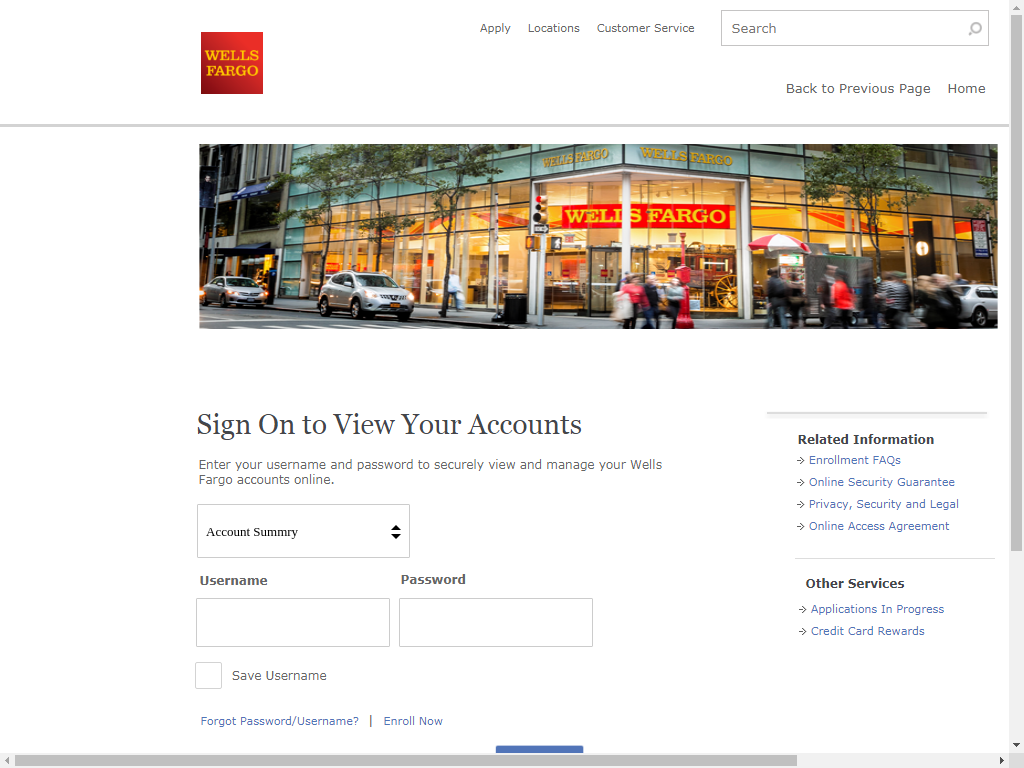 Apply Locations Customer Service Search
WELLS
FARGO
Back to Previous Page Home
WELLS FARGO WELLS FARGO
WELLS FARGO
Sign On to View Your Accounts
Enter your username and password to securely view and manage your Wells
Fargo accounts online.
Account Summry
Username Password
Save Username
Forgot Password/Username? | Enroll Now
Related Information
Enrollment FAQs
Online Security Guarantee
Privacy, Security and Legal
Online Access Agreement
Other Services
Applications In Progress
Credit Card Rewards